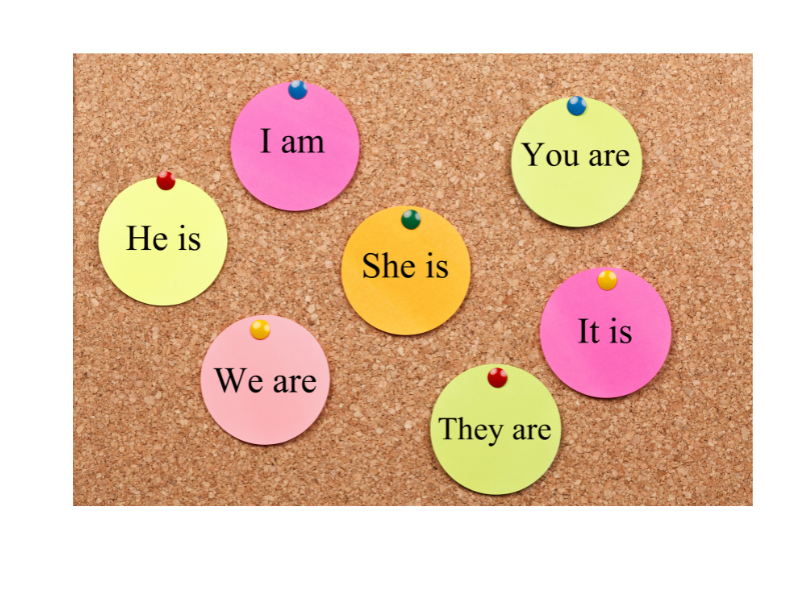 I am
You are
He is
She is
It is
We are
They are